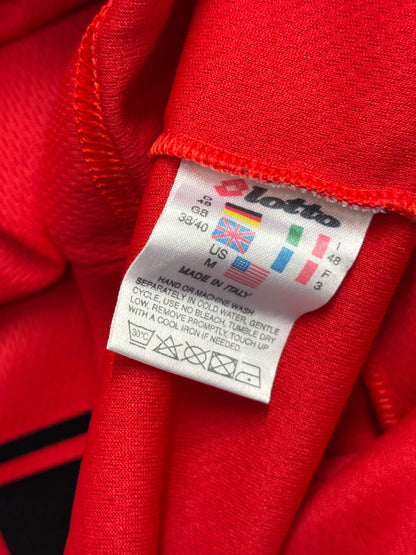 lotto
D
48
GB
38/40
US
M
I
48
F
3
MADE IN ITALY
HAND OR MACHINE WASH
SEPARATELY IN COLD WATER, GENTLE
CYCLE, USE NO BLEACH, TUMBLE DRY
LOW, REMOVE PROMPTLY, TOUCH UP
WITH A COOL IRON IF NEEDED.
30°C